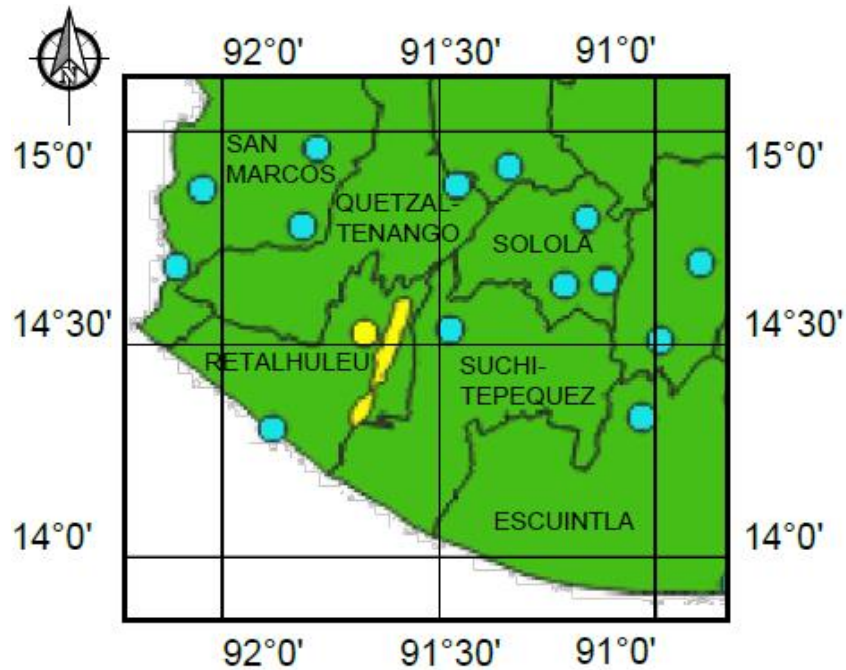 92°0' 91°30' 91°0'
N
15°0' 15°0'
SAN
MARCOS
QUETZAL-
TENANGO
SOLOLA
14°30' 14°30'
RETALHULEU
SUCHI-
TEPEQUEZ
ESCUINTLA
14°0' 14°0'
92°0' 91°30' 91°0'